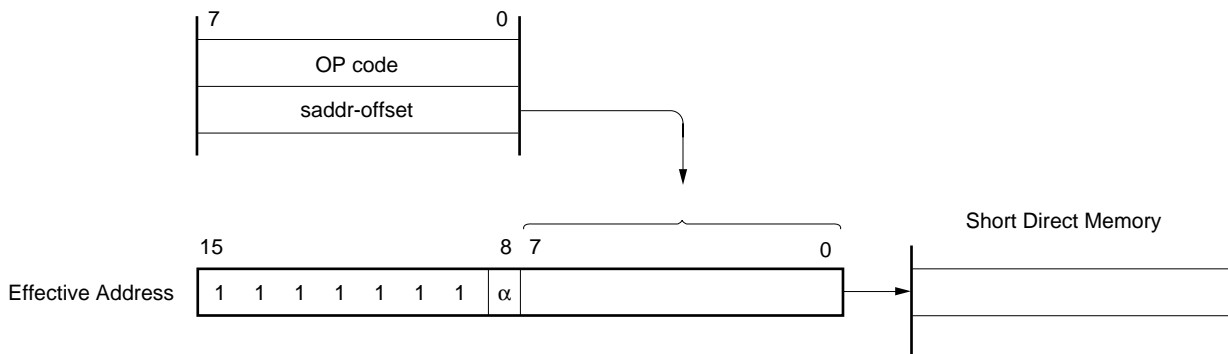 7 0
OP code
saddr-offset
Short Direct Memory
15 8 7 0
Effective Address 1 1 1 1 1 1 1 α